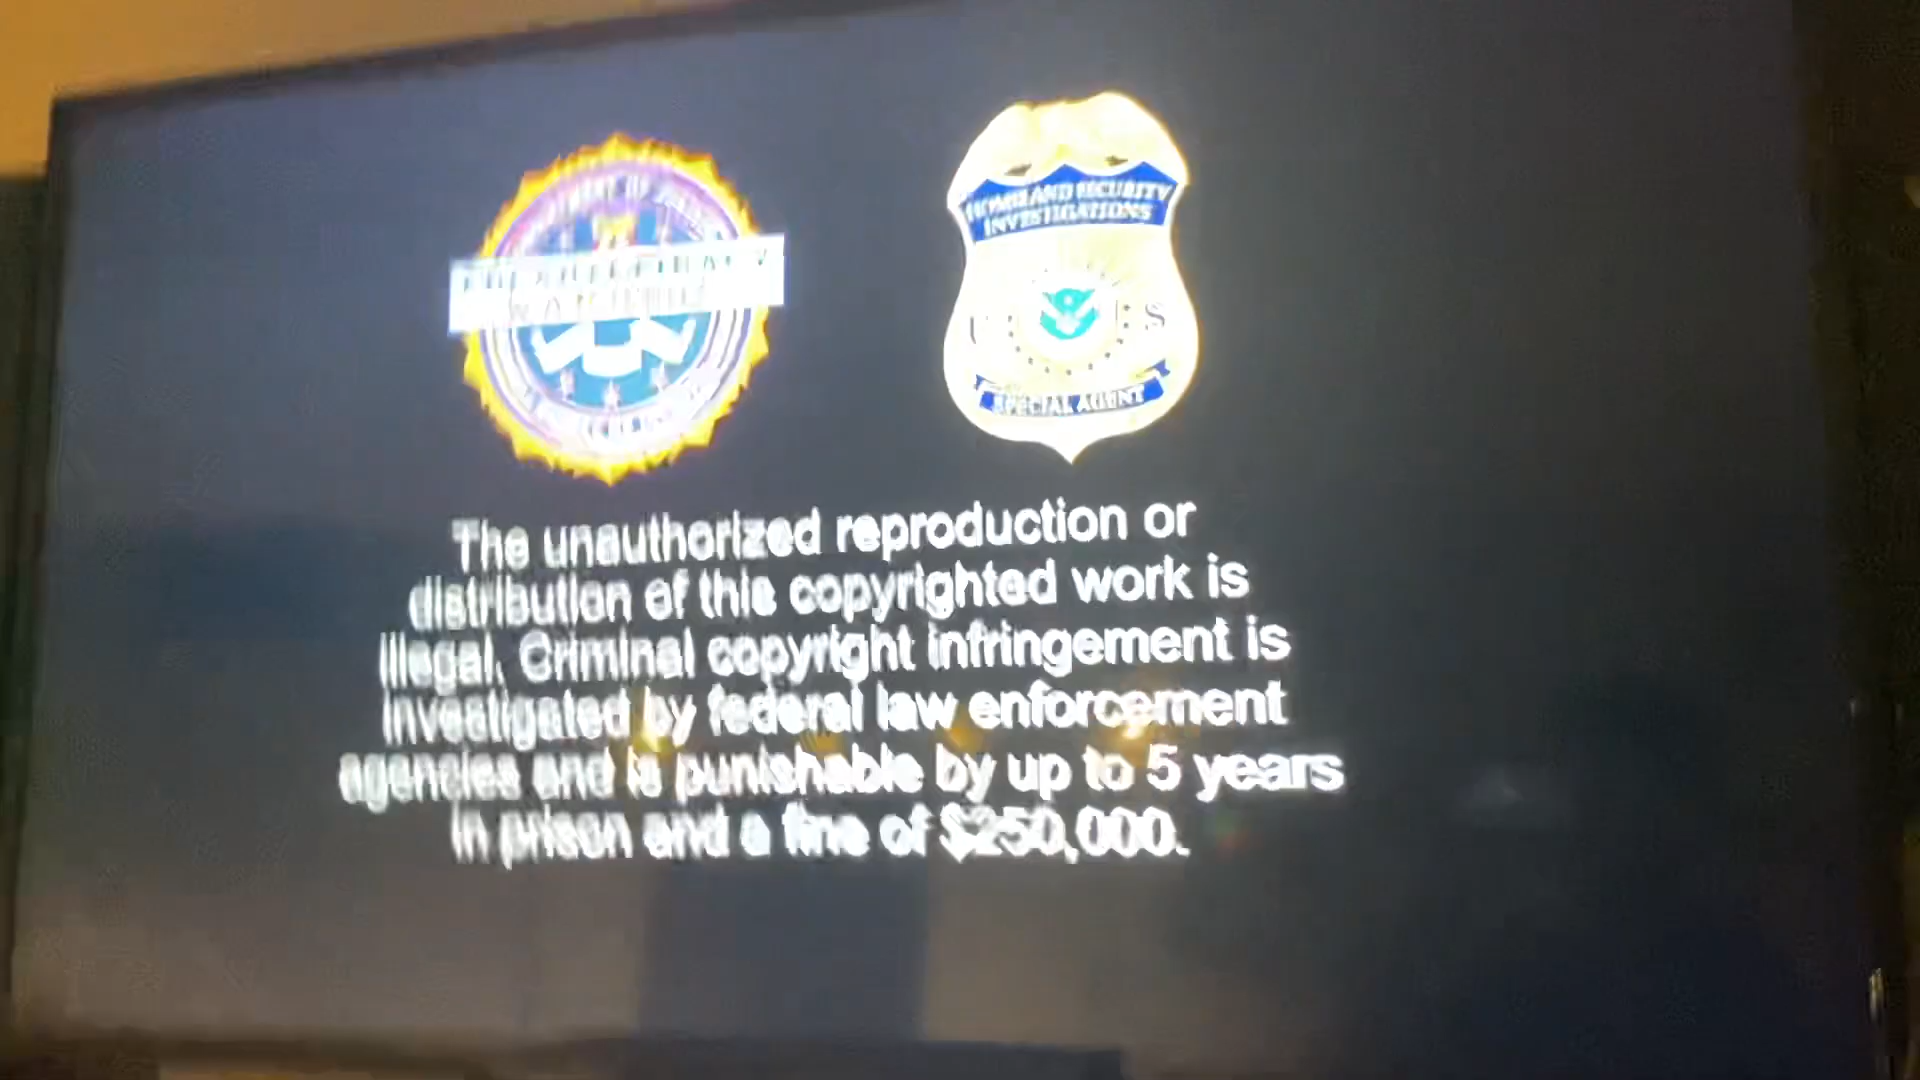 HOMELAND SECURITY
INVESTIGATIONS
U S
SPECIAL AGENT
The unauthorized reproduction or
distribution of this copyrighted work is
illegal. Criminal copyright infringement is
investigated by federal law enforcement
agencies and is punishable by up to 5 years
in prison and a fine of $250,000.